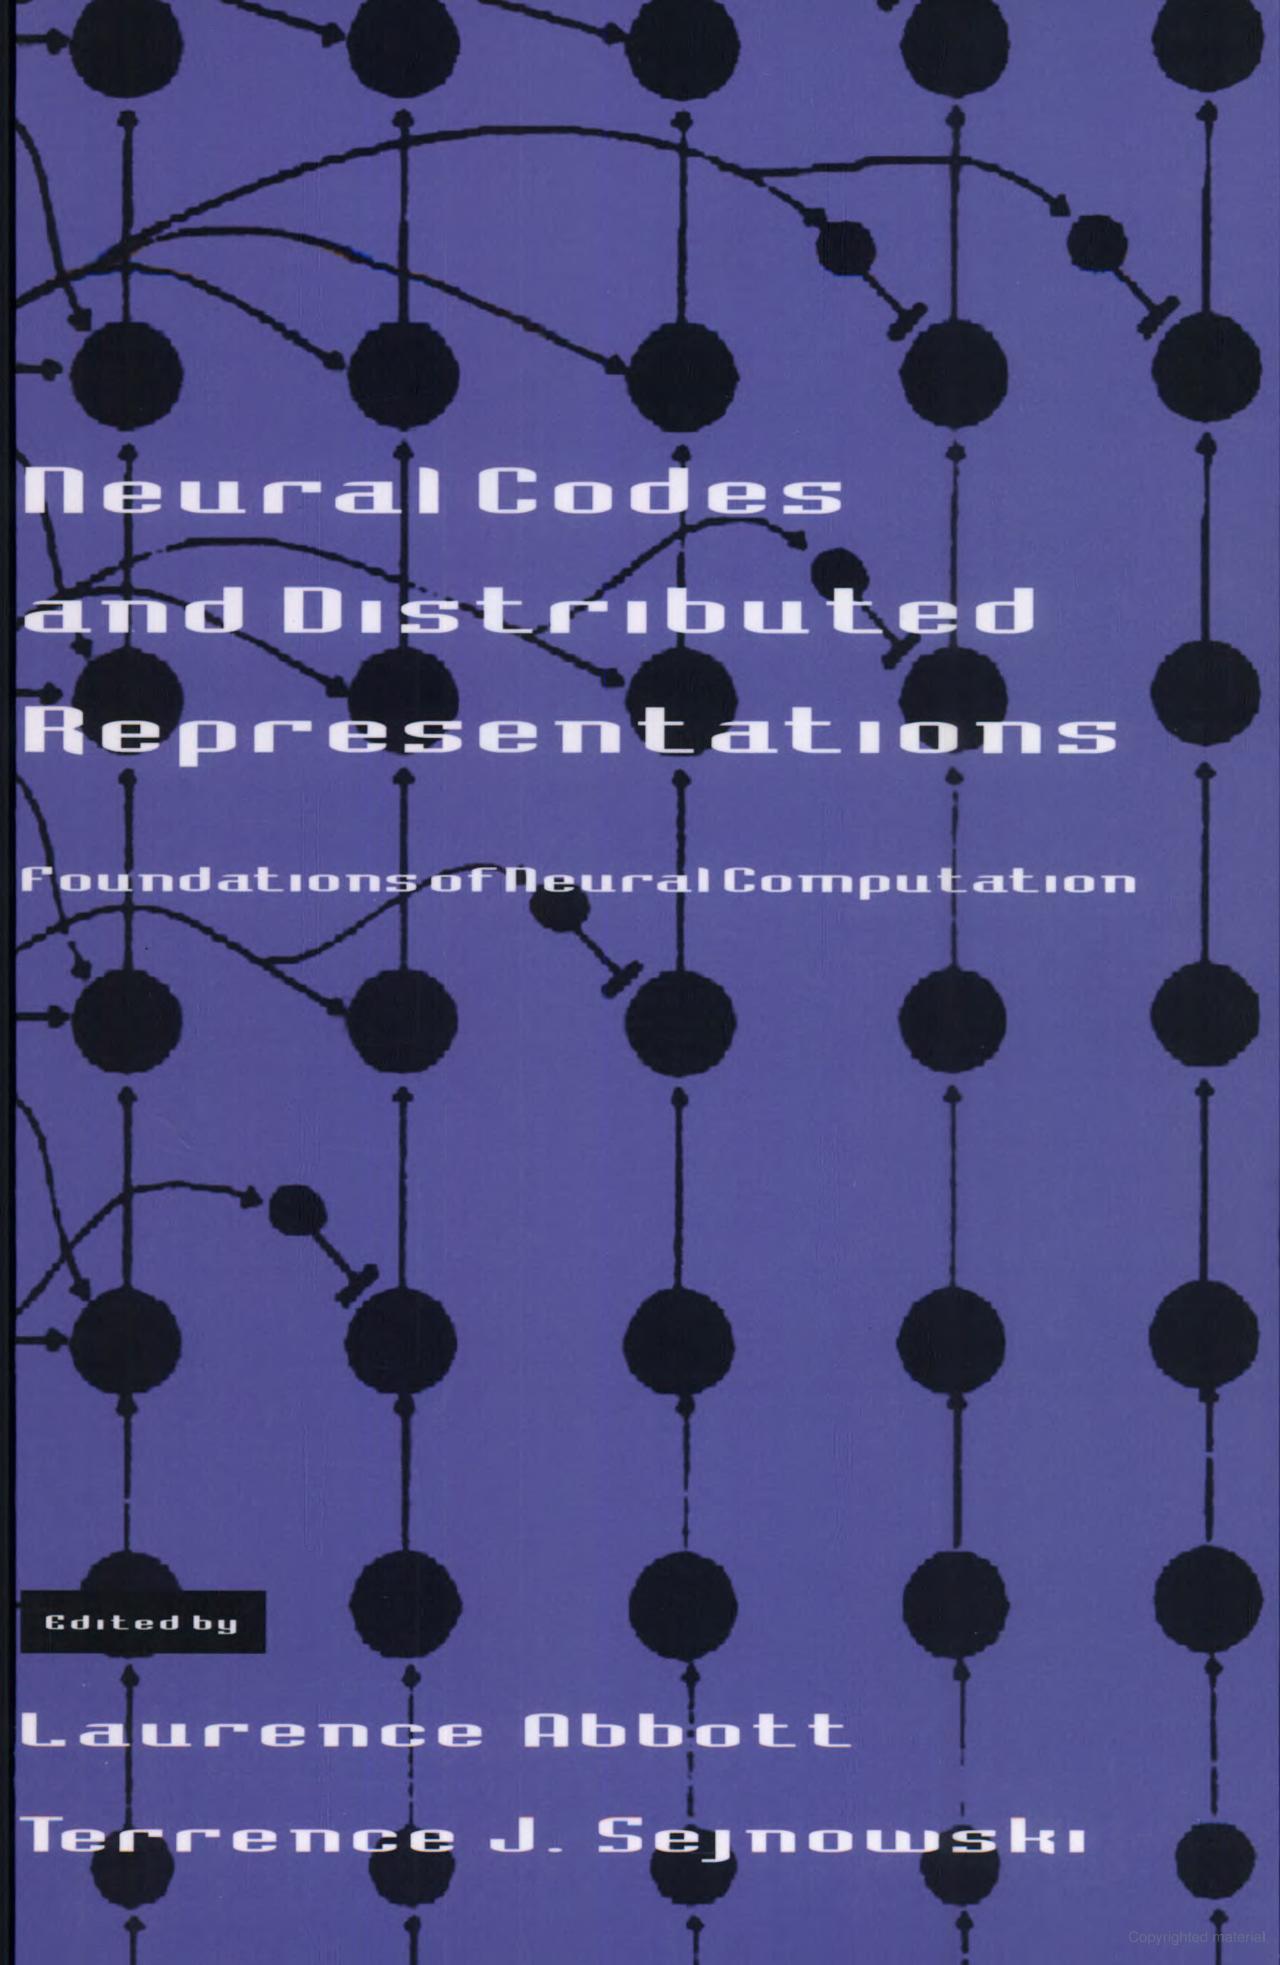 Neural Codes
and Distributed
Representations
Foundations of Neural Computation
Edited by
Laurence Abbott
Terrence J. Sejnowski
Copyrighted material